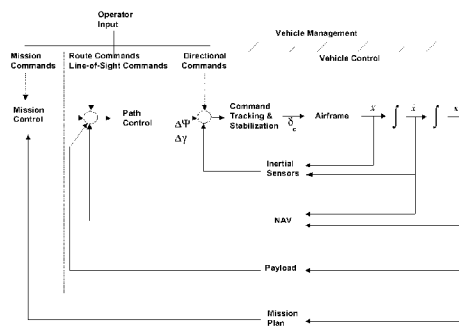 Operator
Input
Vehicle Management
Mission
Commands
Route Commands
Line-of-Sight Commands
Directional
Commands
Vehicle Control
Mission
Control
Path
Control
ΔΨ
Δγ
Command
Tracking &
Stabilization
δc
Airframe
∫
∫
Inertial
Sensors
NAV
Payload
Mission
Plan